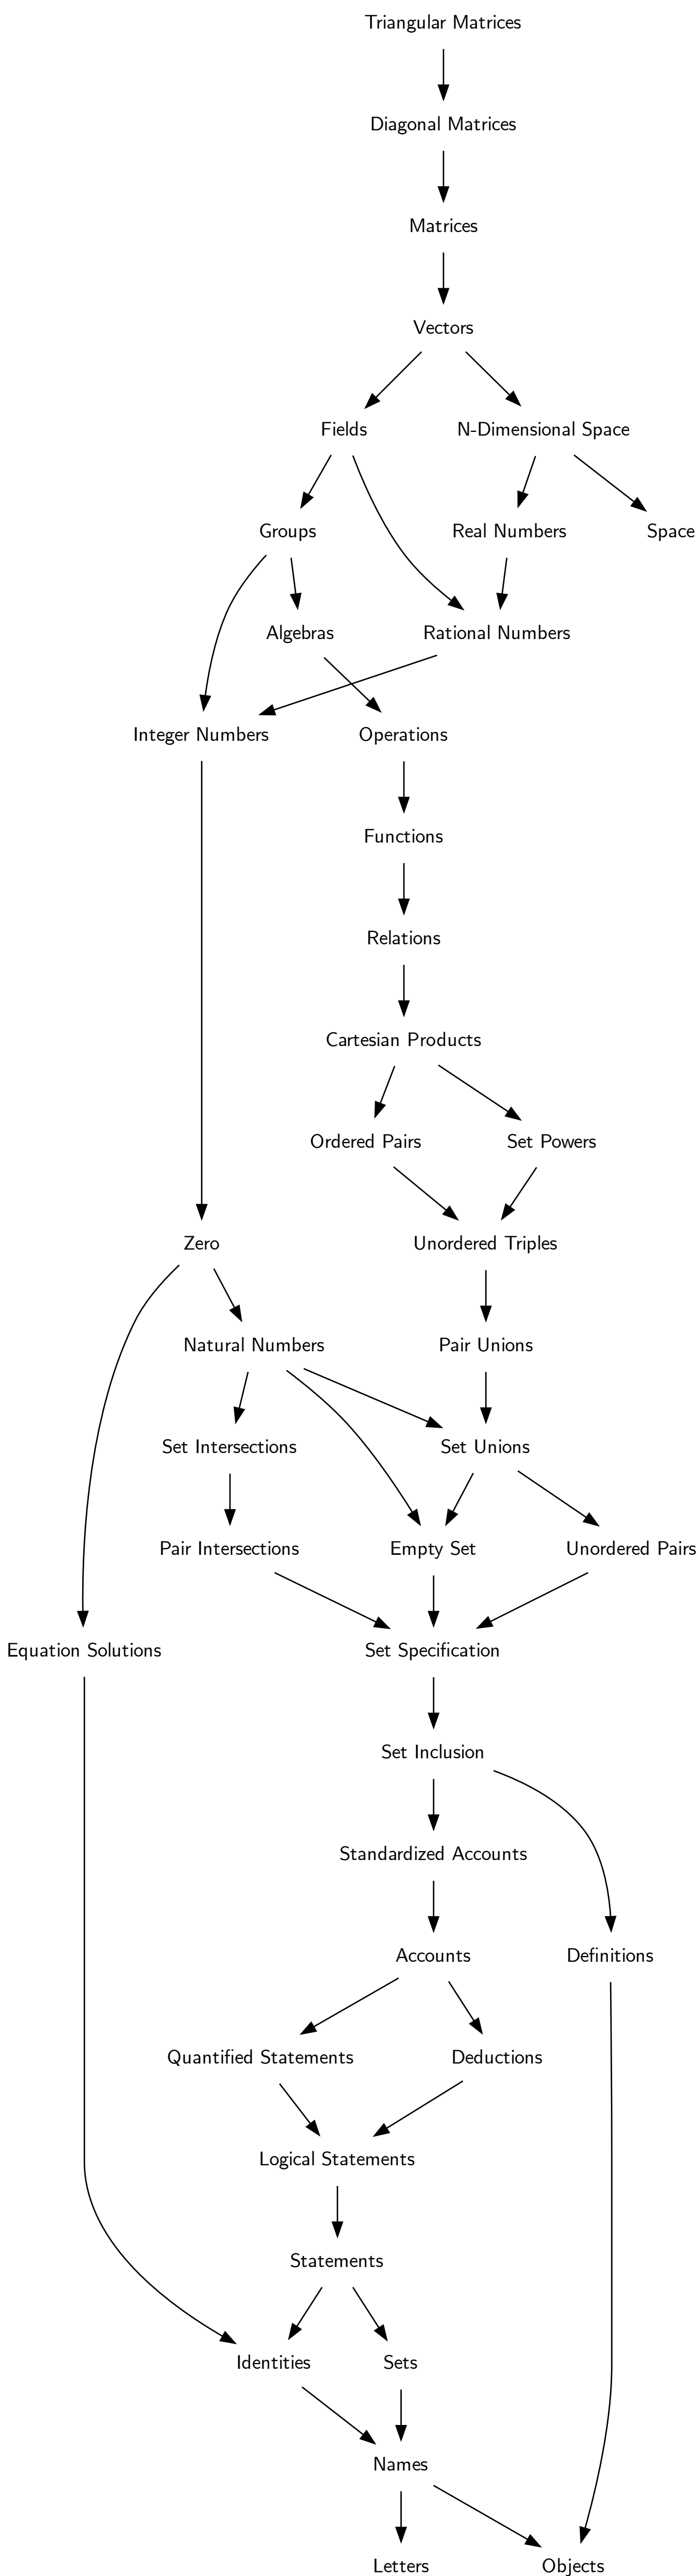 Triangular Matrices
Diagonal Matrices
Matrices
Vectors
Fields
N-Dimensional Space
Groups
Real Numbers
Space
Algebras
Rational Numbers
Integer Numbers
Operations
Functions
Relations
Cartesian Products
Ordered Pairs
Set Powers
Zero
Unordered Triples
Natural Numbers
Pair Unions
Set Intersections
Set Unions
Pair Intersections
Empty Set
Unordered Pairs
Equation Solutions
Set Specification
Set Inclusion
Standardized Accounts
Accounts
Definitions
Quantified Statements
Deductions
Logical Statements
Statements
Identities
Sets
Names
Letters
Objects